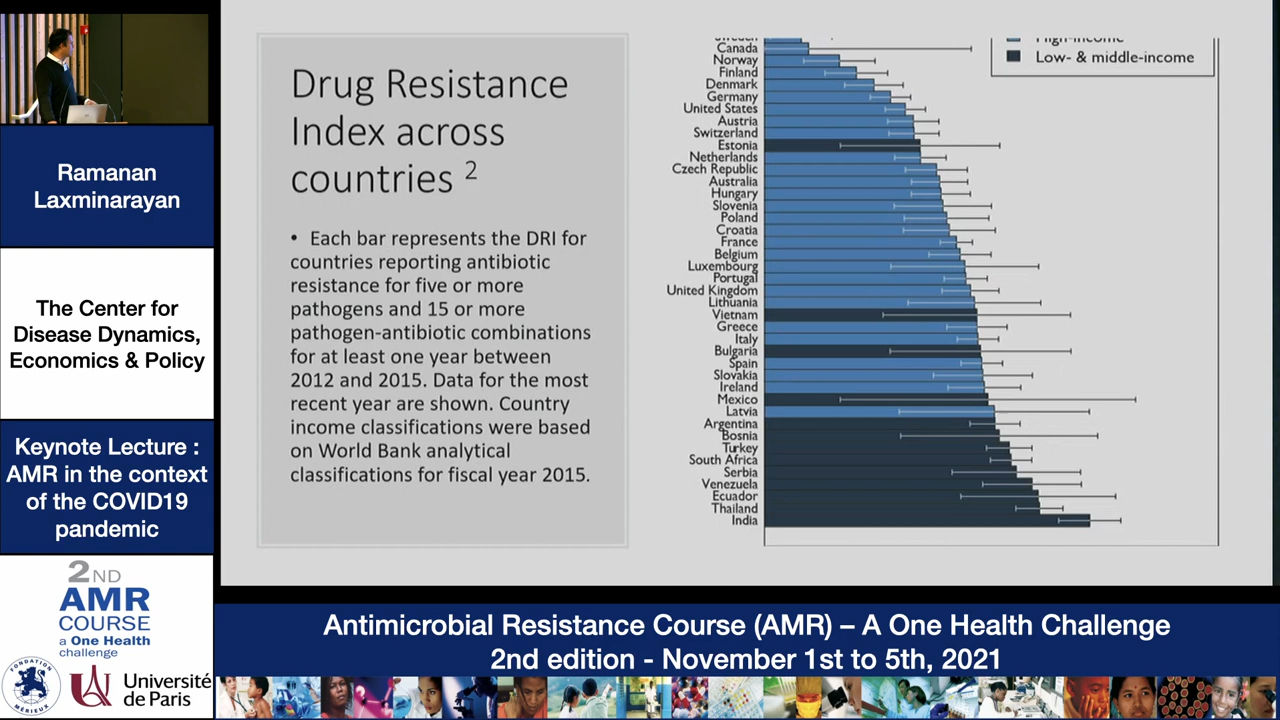 Ramanan
Laxminarayan
The Center for
Disease Dynamics,
Economics & Policy
Keynote Lecture :
AMR in the context
of the COVID19
pandemic
2ND
AMR
COURSE
a One Health
challenge
FONDATION
MÉRIEUX
Université
de Paris
Drug Resistance
Index across
countries 2
• Each bar represents the DRI for
countries reporting antibiotic
resistance for five or more
pathogens and 15 or more
pathogen-antibiotic combinations
for at least one year between
2012 and 2015. Data for the most
recent year are shown. Country
income classifications were based
on World Bank analytical
classifications for fiscal year 2015.
Sweden
Canada
Norway
Finland
Denmark
Germany
United States
Austria
Switzerland
Estonia
Netherlands
Czech Republic
Australia
Hungary
Slovenia
Poland
Croatia
France
Belgium
Luxembourg
Portugal
United Kingdom
Lithuania
Vietnam
Greece
Italy
Bulgaria
Spain
Slovakia
Ireland
Mexico
Latvia
Argentina
Bosnia
Turkey
South Africa
Serbia
Venezuela
Ecuador
Thailand
India
High-income
Low- & middle-income
Antimicrobial Resistance Course (AMR) – A One Health Challenge
2nd edition - November 1st to 5th, 2021